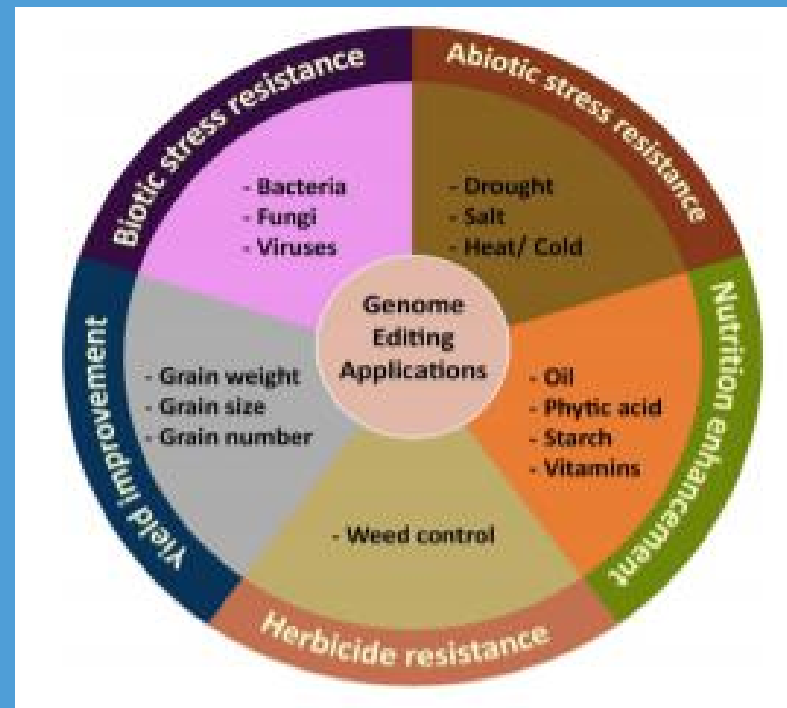 Biotic stress resistance
Abiotic stress resistance
- Bacteria
- Fungi
- Viruses
- Drought
- Salt
- Heat/ Cold
Genome
Editing
Applications
Yield improvement
- Grain weight
- Grain size
- Grain number
- Oil
- Phytic acid
- Starch
- Vitamins
Nutrition enhancement
- Weed control
Herbicide resistance